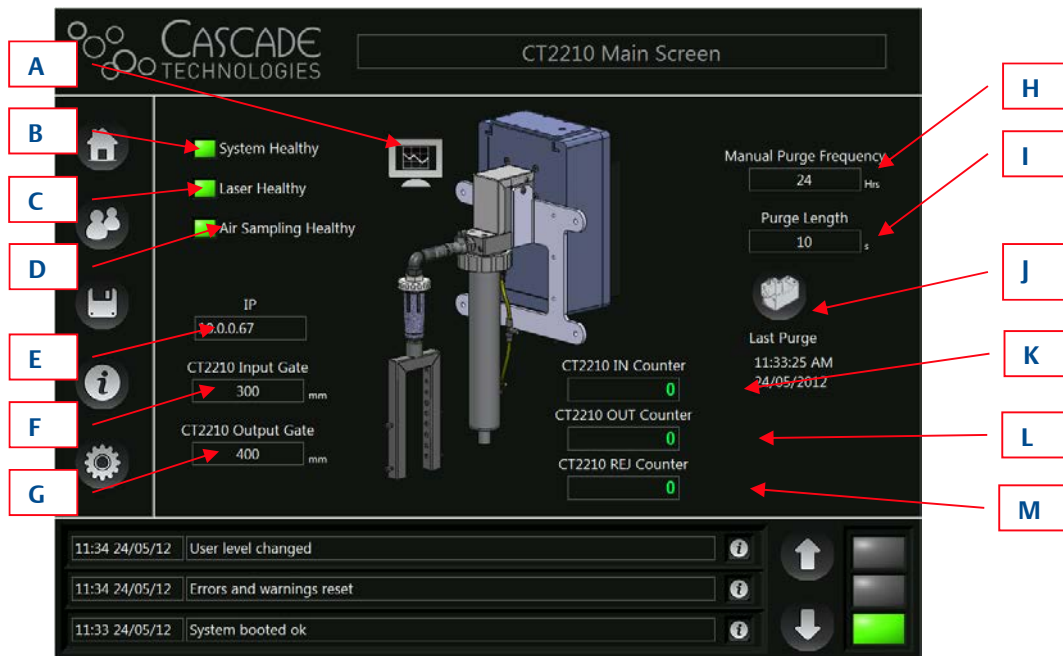 CASCADE
TECHNOLOGIES
CT2210 Main Screen
A
B
C
D
E
F
G
H
I
J
K
L
M
System Healthy
Laser Healthy
Air Sampling Healthy
IP
10.0.0.67
CT2210 Input Gate
300 mm
CT2210 Output Gate
400 mm
Manual Purge Frequency
24 Hrs
Purge Length
10 s
Last Purge
11:33:25 AM
24/05/2012
CT2210 IN Counter
0
CT2210 OUT Counter
0
CT2210 REJ Counter
0
i
11:34 24/05/12 User level changed i
11:34 24/05/12 Errors and warnings reset i
11:33 24/05/12 System booted ok i